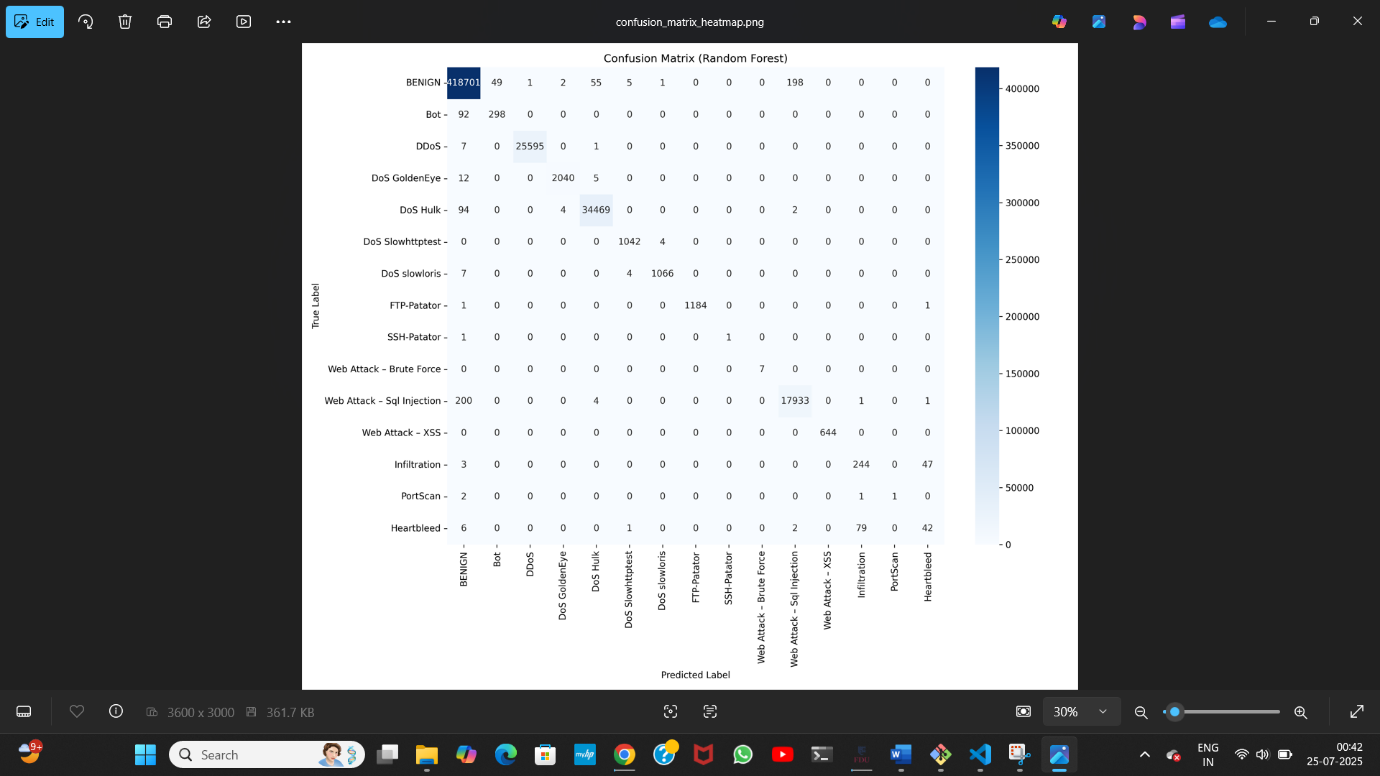 Edit
confusion_matrix_heatmap.png
Confusion Matrix (Random Forest)
True Label
BENIGN 418701 49 1 2 55 5 1 0 0 0 198 0 0 0 0
Bot 92 298 0 0 0 0 0 0 0 0 0 0 0 0 0
DDoS 7 0 25595 0 1 0 0 0 0 0 0 0 0 0 0
DoS GoldenEye 12 0 0 2040 5 0 0 0 0 0 0 0 0 0 0
DoS Hulk 94 0 0 4 34469 0 0 0 0 0 2 0 0 0 0
DoS Slowhttptest 0 0 0 0 0 1042 4 0 0 0 0 0 0 0 0
DoS slowloris 7 0 0 0 0 4 1066 0 0 0 0 0 0 0 0
FTP-Patator 1 0 0 0 0 0 0 1184 0 0 0 0 0 0 1
SSH-Patator 1 0 0 0 0 0 0 0 1 0 0 0 0 0 0
Web Attack – Brute Force 0 0 0 0 0 0 0 0 0 7 0 0 0 0 0
Web Attack – Sql Injection 200 0 0 0 4 0 0 0 0 0 17933 0 1 0 1
Web Attack – XSS 0 0 0 0 0 0 0 0 0 0 0 644 0 0 0
Infiltration 3 0 0 0 0 0 0 0 0 0 0 0 244 0 47
PortScan 2 0 0 0 0 0 0 0 0 0 0 0 1 1 0
Heartbleed 6 0 0 0 0 1 0 0 0 0 2 0 79 0 42
BENIGN
Bot
DDoS
DoS GoldenEye
DoS Hulk
DoS Slowhttptest
DoS slowloris
FTP-Patator
SSH-Patator
Web Attack – Brute Force
Web Attack – Sql Injection
Web Attack – XSS
Infiltration
PortScan
Heartbleed
Predicted Label
400000
350000
300000
250000
200000
150000
100000
50000
0
3600 x 3000 361.7 KB
30%
9+
Search
myHP
ENG
IN
00:42
25-07-2025